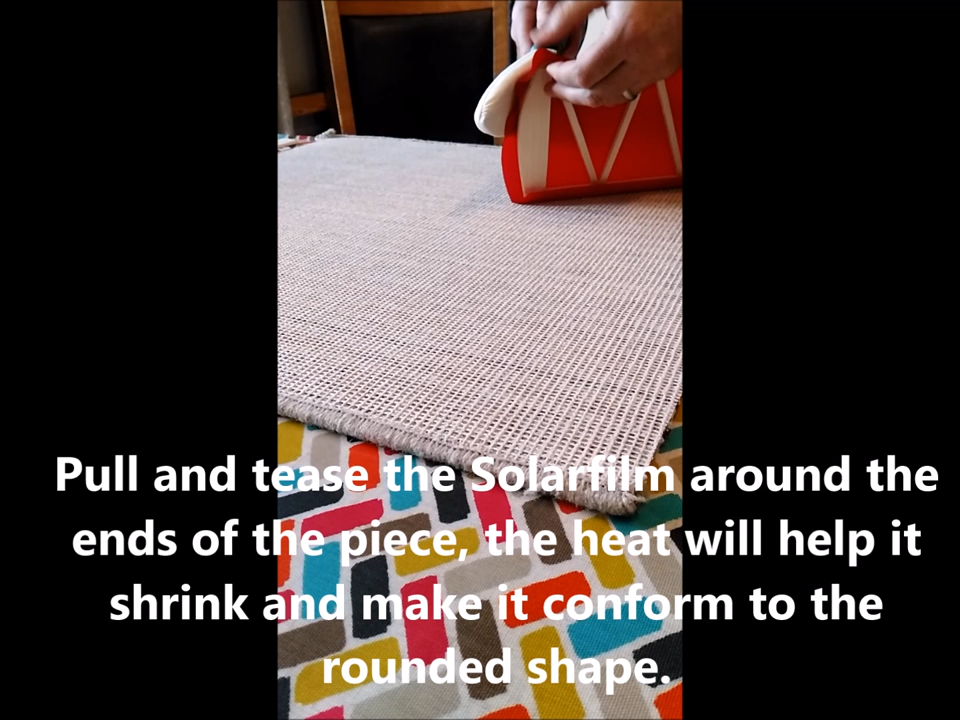 Pull and tease the Solarfilm around the
ends of the piece, the heat will help it
shrink and make it conform to the
rounded shape.